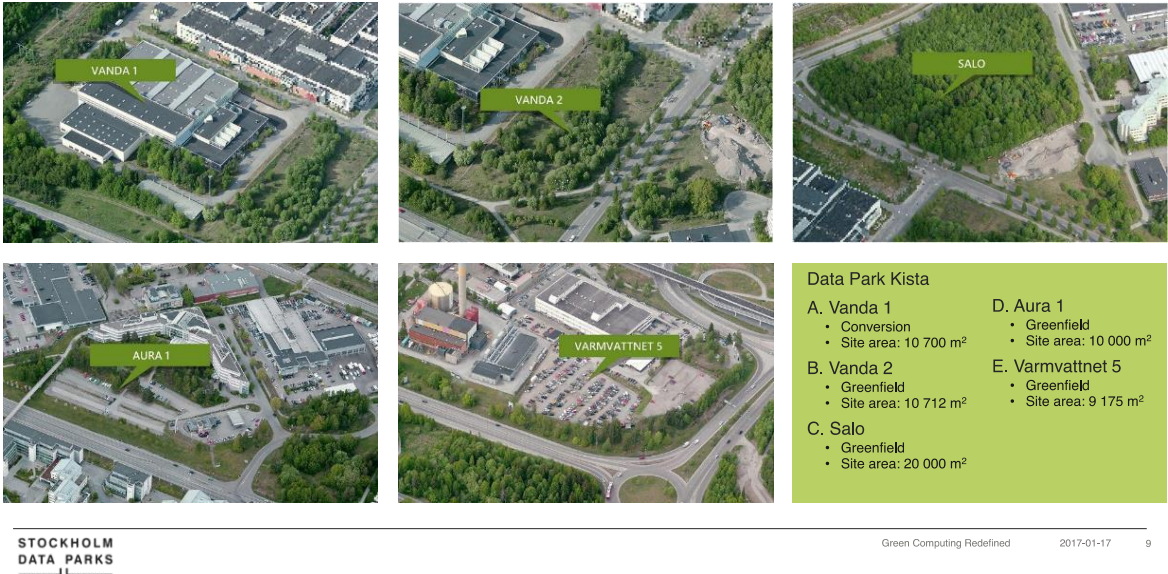 VANDA 1
VANDA 2
SALO
AURA 1
VARMVATTNET 5
Data Park Kista
A. Vanda 1
• Conversion
• Site area: 10 700 m²
B. Vanda 2
• Greenfield
• Site area: 10 712 m²
C. Salo
• Greenfield
• Site area: 20 000 m²
D. Aura 1
• Greenfield
• Site area: 10 000 m²
E. Varmvattnet 5
• Greenfield
• Site area: 9 175 m²
STOCKHOLM
DATA PARKS
Green Computing Redefined 2017-01-17 9